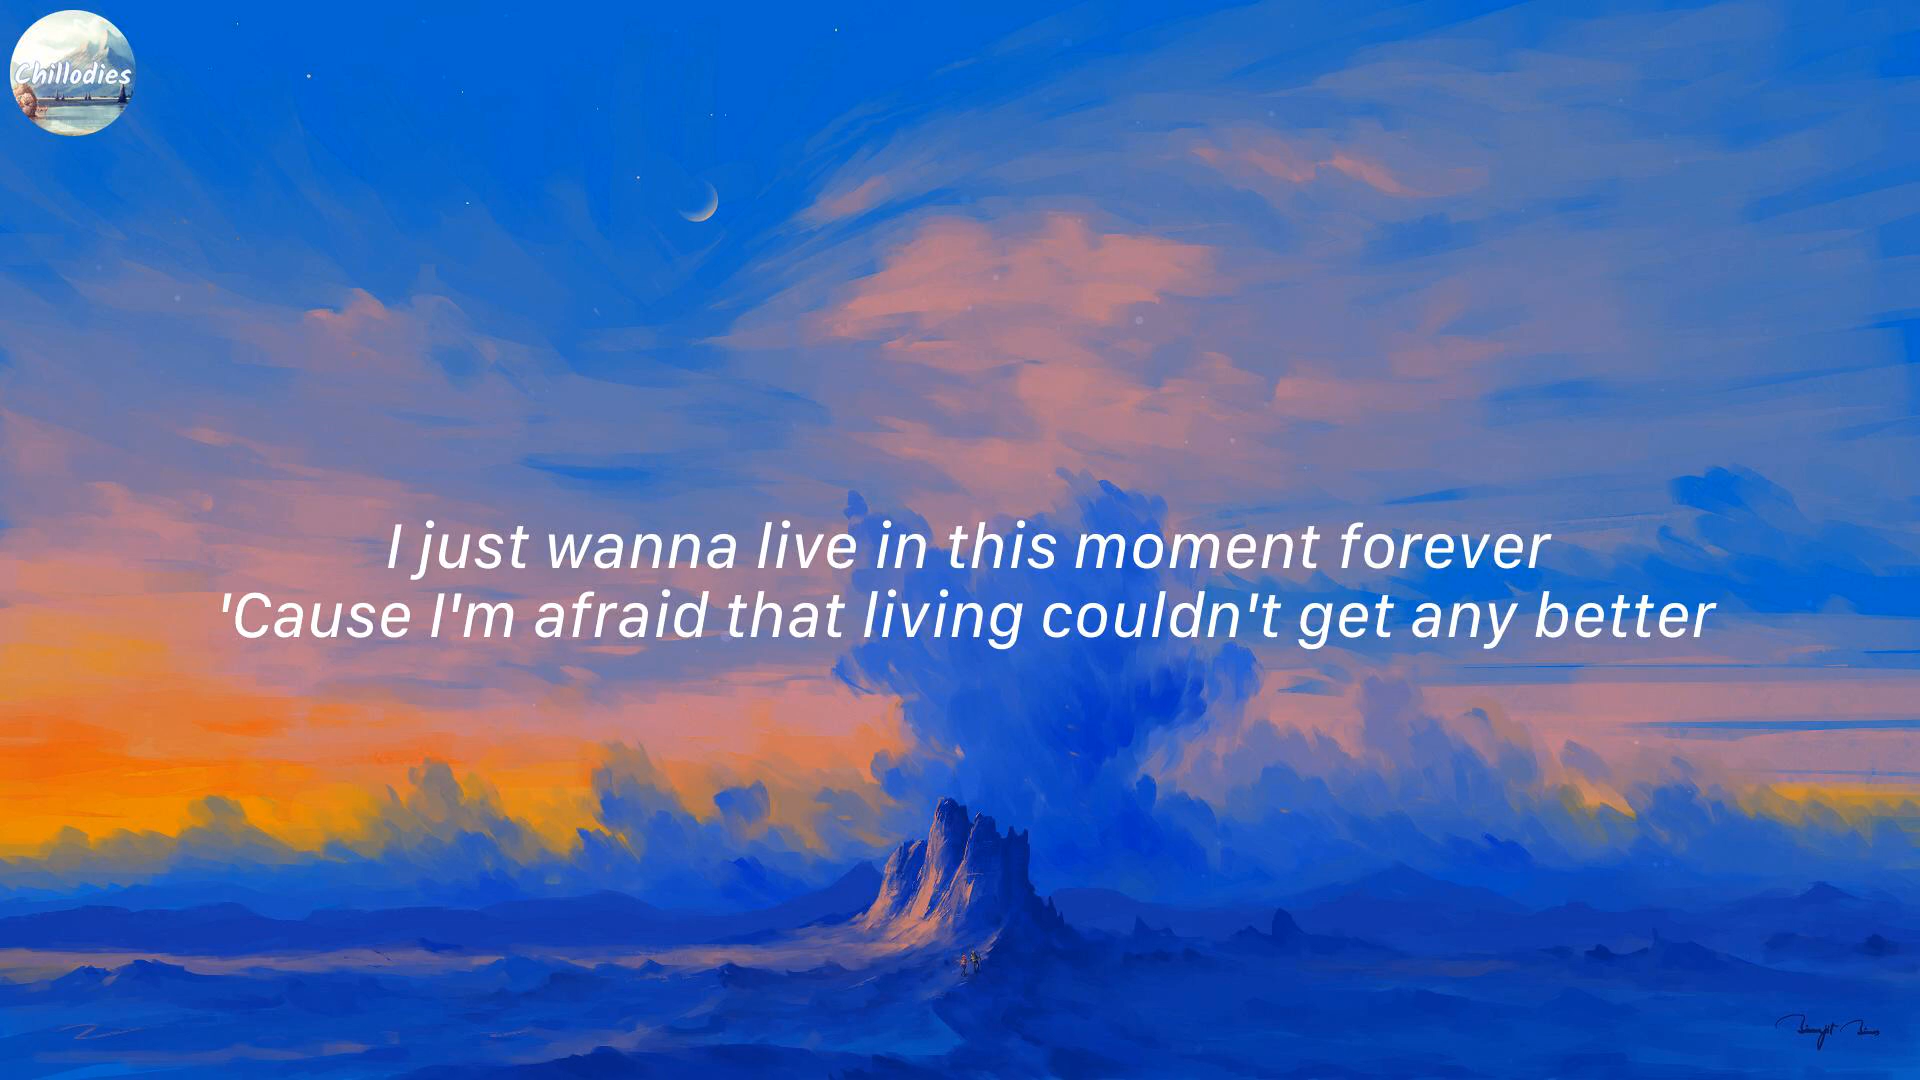 Chillodies
I just wanna live in this moment forever
'Cause I'm afraid that living couldn't get any better